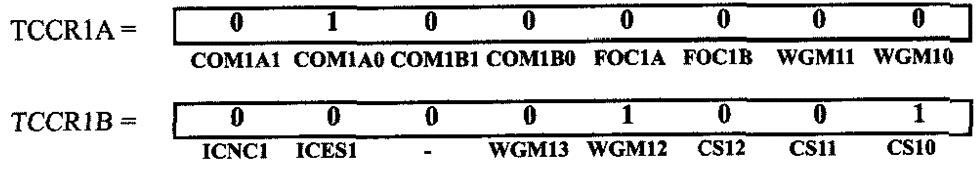 TCCR1A = 0 1 0 0 0 0 0 0
COM1A1 COM1A0 COM1B1 COM1B0 FOC1A FOC1B WGM11 WGM10
TCCR1B = 0 0 0 0 1 0 0 1
ICNC1 ICES1 - WGM13 WGM12 CS12 CS11 CS10